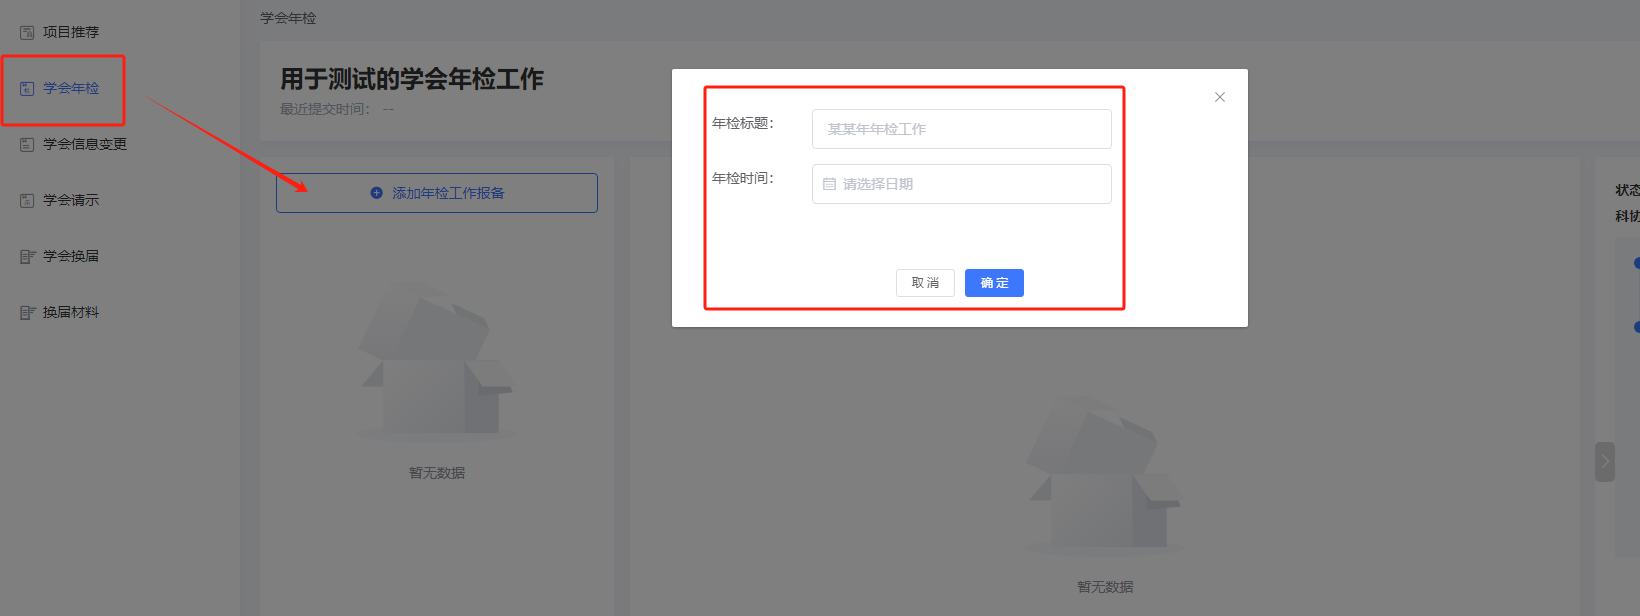 项目推荐
学会年检
学会信息变更
学会请示
学会换届
换届材料
学会年检
用于测试的学会年检工作
最近提交时间： --
添加年检工作报备
暂无数据
年检标题：
某某年年检工作
年检时间：
请选择日期
取消
确定
暂无数据
状态
科协